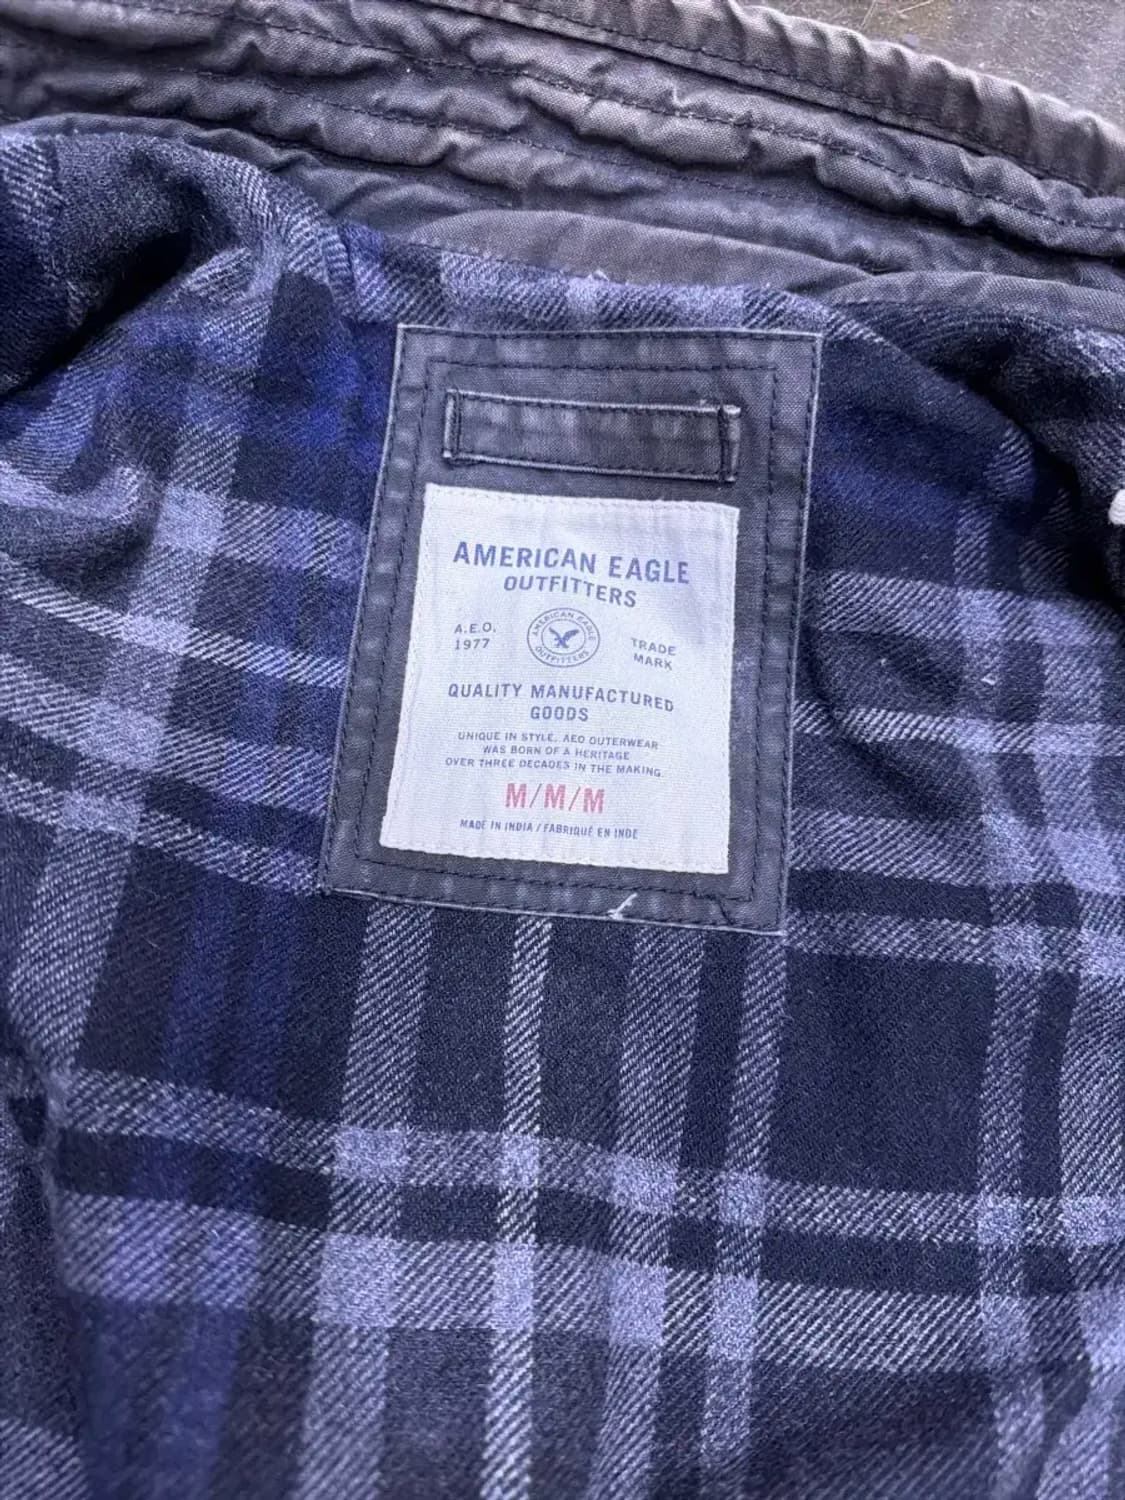 AMERICAN EAGLE
OUTFITTERS
A.E.O.
1977
AMERICAN EAGLE
OUTFITTERS
TRADE
MARK
QUALITY MANUFACTURED
GOODS
UNIQUE IN STYLE. AEO OUTERWEAR
WAS BORN OF A HERITAGE
OVER THREE DECADES IN THE MAKING.
M/M/M
MADE IN INDIA / FABRIQUÉ EN INDE